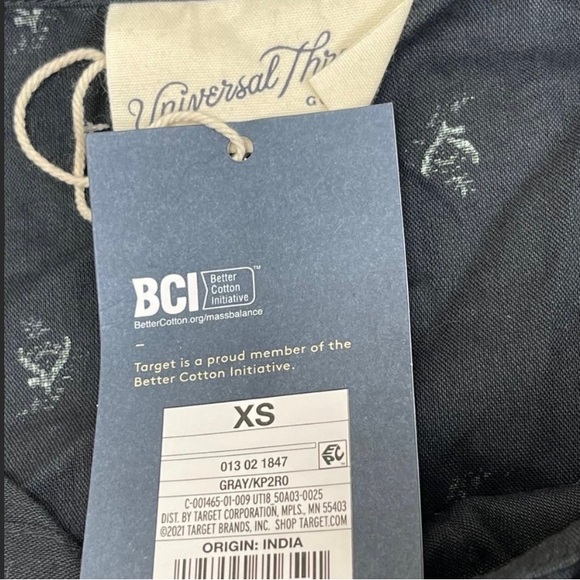 Universal
G
BCI Better Cotton Initiative™
BetterCotton.org/massbalance
Target is a proud member of the
Better Cotton Initiative.
XS
013 02 1847
EPC
GRAY/KP2R0
C-001465-01-009 UT18 50A03-0025
DIST. BY TARGET CORPORATION, MPLS., MN 55403
©2021 TARGET BRANDS, INC. SHOP TARGET.COM
ORIGIN: INDIA